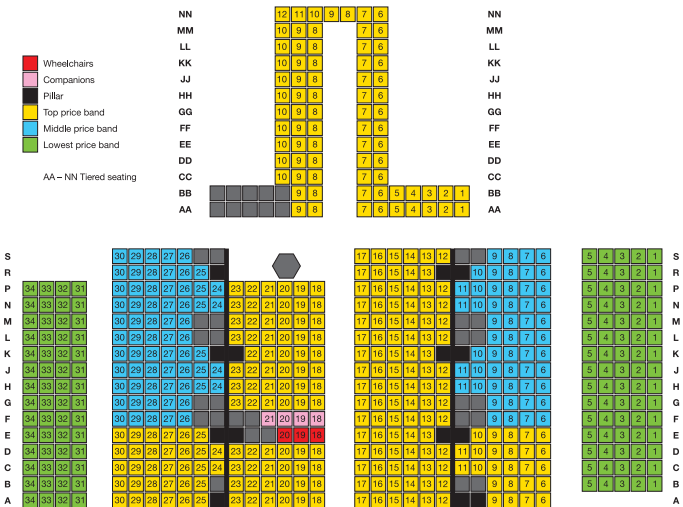 NN 12 11 10 9 8 7 6 NN
MM 10 9 8 7 6 MM
LL 10 9 8 7 6 LL
KK 10 9 8 7 6 KK
JJ 10 9 8 7 6 JJ
HH 10 9 8 7 6 HH
GG 10 9 8 7 6 GG
FF 10 9 8 7 6 FF
EE 10 9 8 7 6 EE
DD 10 9 8 7 6 DD
CC 10 9 8 7 6 CC
BB 9 8 7 6 5 4 3 2 1 BB
AA 9 8 7 6 5 4 3 2 1 AA
Wheelchairs
Companions
Pillar
Top price band
Middle price band
Lowest price band
AA – NN Tiered seating
S 30 29 28 27 26 17 16 15 14 13 12 9 8 7 6 5 4 3 2 1 S
R 30 29 28 27 26 25 17 16 15 14 13 10 9 8 7 6 5 4 3 2 1 R
P 34 33 32 31 30 29 28 27 26 25 24 23 22 21 20 19 18 17 16 15 14 13 12 11 10 9 8 7 6 5 4 3 2 1 P
N 34 33 32 31 30 29 28 27 26 25 24 23 22 21 20 19 18 17 16 15 14 13 12 11 10 9 8 7 6 5 4 3 2 1 N
M 34 33 32 31 30 29 28 27 26 23 22 21 20 19 18 17 16 15 14 13 12 9 8 7 6 5 4 3 2 1 M
L 34 33 32 31 30 29 28 27 26 23 22 21 20 19 18 17 16 15 14 13 12 9 8 7 6 5 4 3 2 1 L
K 34 33 32 31 30 29 28 27 26 25 22 21 20 19 18 17 16 15 14 13 10 9 8 7 6 5 4 3 2 1 K
J 34 33 32 31 30 29 28 27 26 25 24 23 22 21 20 19 18 17 16 15 14 13 12 11 10 9 8 7 6 5 4 3 2 1 J
H 34 33 32 31 30 29 28 27 26 25 24 23 22 21 20 19 18 17 16 15 14 13 12 11 10 9 8 7 6 5 4 3 2 1 H
G 34 33 32 31 30 29 28 27 26 23 22 21 20 19 18 17 16 15 14 13 12 9 8 7 6 5 4 3 2 1 G
F 34 33 32 31 30 29 28 27 26 21 20 19 18 17 16 15 14 13 12 9 8 7 6 5 4 3 2 1 F
E 34 33 32 31 30 29 28 27 26 25 20 19 18 17 16 15 14 13 10 9 8 7 6 5 4 3 2 1 E
D 34 33 32 31 30 29 28 27 26 25 24 23 22 21 20 19 18 17 16 15 14 13 12 11 10 9 8 7 6 5 4 3 2 1 D
C 34 33 32 31 30 29 28 27 26 25 24 23 22 21 20 19 18 17 16 15 14 13 12 11 10 9 8 7 6 5 4 3 2 1 C
B 34 33 32 31 30 29 28 27 26 25 23 22 21 20 19 18 17 16 15 14 13 12 9 8 7 6 5 4 3 2 1 B
A 34 33 32 31 30 29 28 27 26 25 23 22 21 20 19 18 17 16 15 14 13 12 9 8 7 6 A